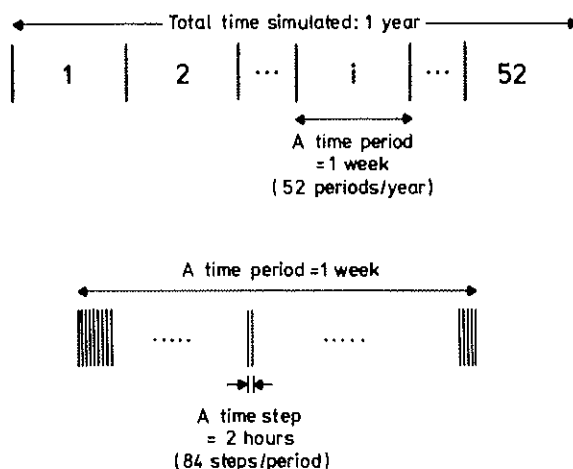 Total time simulated: 1 year
1 2 ... i ... 52
A time period
=1 week
(52 periods/year)
A time period =1 week
..... .....
A time step
= 2 hours
(84 steps/period)